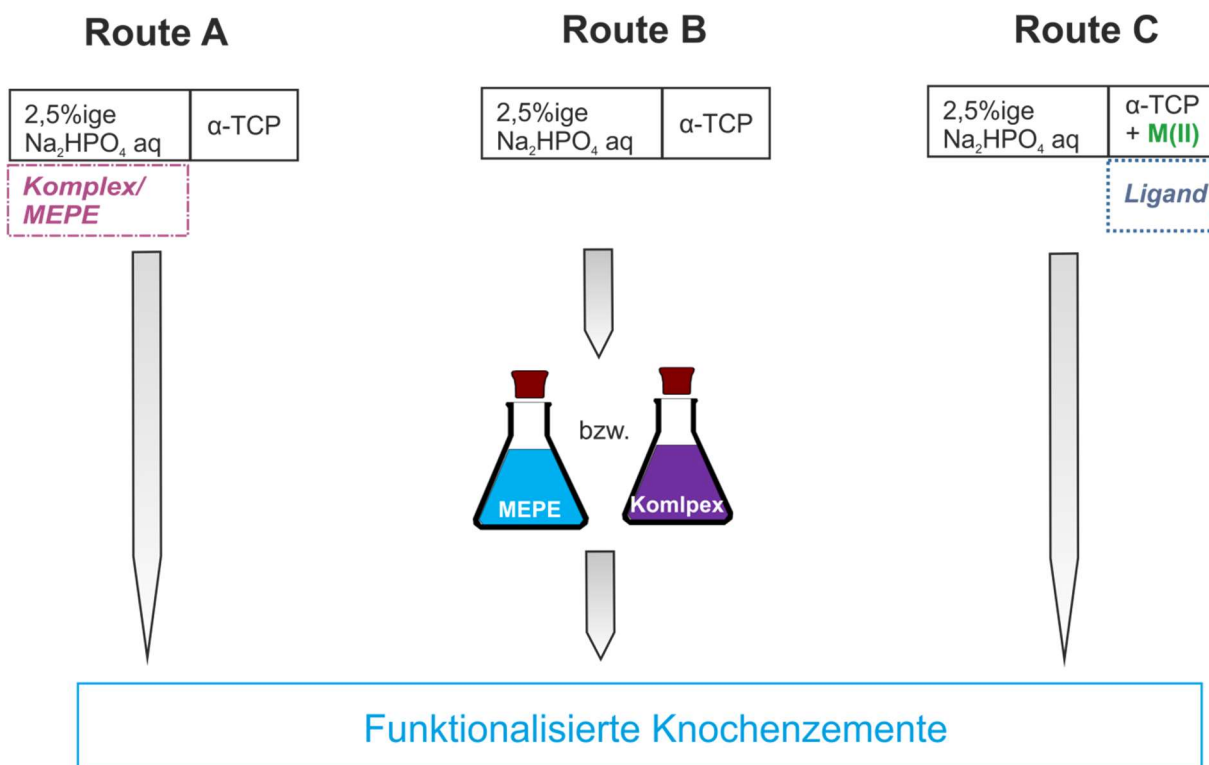 Route A
2,5%ige
Na₂HPO₄ aq
α-TCP
Komplex/
MEPE
Route B
2,5%ige
Na₂HPO₄ aq
α-TCP
bzw.
MEPE
Komlpex
Route C
2,5%ige
Na₂HPO₄ aq
α-TCP
+ M(II)
Ligand
Funktionalisierte Knochenzemente